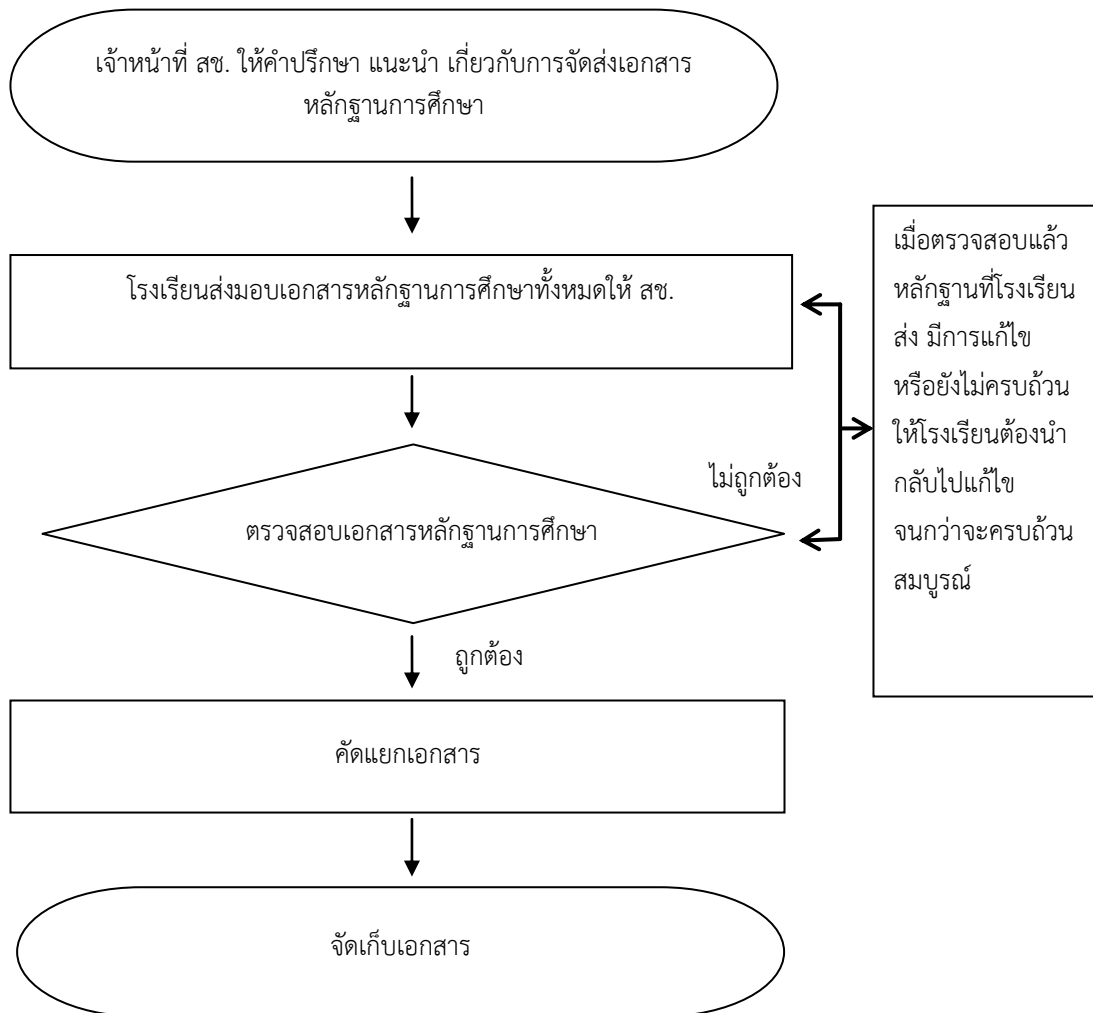 เจ้าหน้าที่ สช. ให้คำปรึกษา แนะนำ เกี่ยวกับการจัดส่งเอกสาร
หลักฐานการศึกษา
โรงเรียนส่งมอบเอกสารหลักฐานการศึกษาทั้งหมดให้ สช.
เมื่อตรวจสอบแล้ว
หลักฐานที่โรงเรียน
ส่ง มีการแก้ไข
หรือยังไม่ครบถ้วน
ให้โรงเรียนต้องนำ
กลับไปแก้ไข
จนกว่าจะครบถ้วน
สมบูรณ์
ไม่ถูกต้อง
ตรวจสอบเอกสารหลักฐานการศึกษา
ถูกต้อง
คัดแยกเอกสาร
จัดเก็บเอกสาร